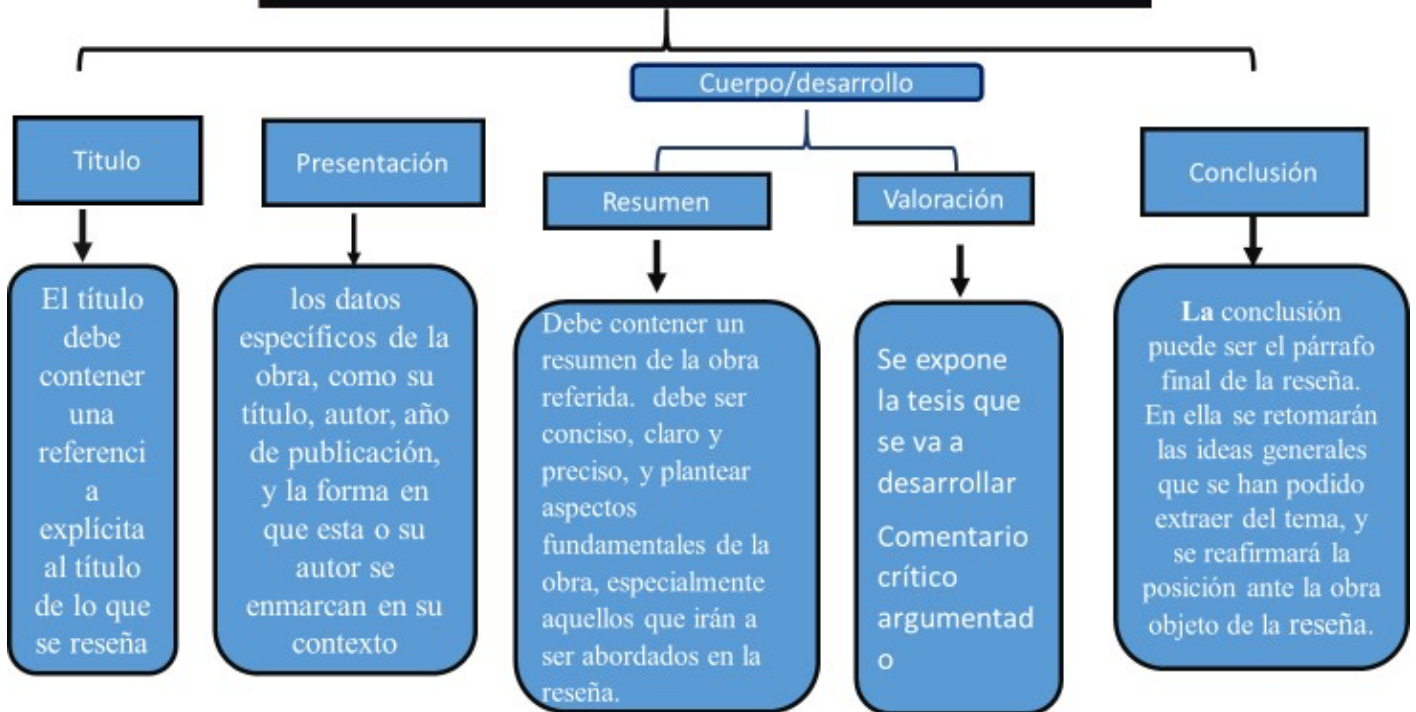 Cuerpo/desarrollo
Titulo
Presentación
Resumen
Valoración
Conclusión
El título
debe
contener
una
referenci
a
explícita
al título
de lo que
se reseña
los datos
específicos de la
obra, como su
título, autor, año
de publicación,
y la forma en
que esta o su
autor se
enmarcan en su
contexto
Debe contener un
resumen de la obra
referida. debe ser
conciso, claro y
preciso, y plantear
aspectos
fundamentales de la
obra, especialmente
aquellos que irán a
ser abordados en la
reseña.
Se expone
la tesis que
se va a
desarrollar
Comentario
crítico
argumentad
o
La conclusión
puede ser el párrafo
final de la reseña.
En ella se retomarán
las ideas generales
que se han podido
extraer del tema, y
se reafirmará la
posición ante la obra
objeto de la reseña.